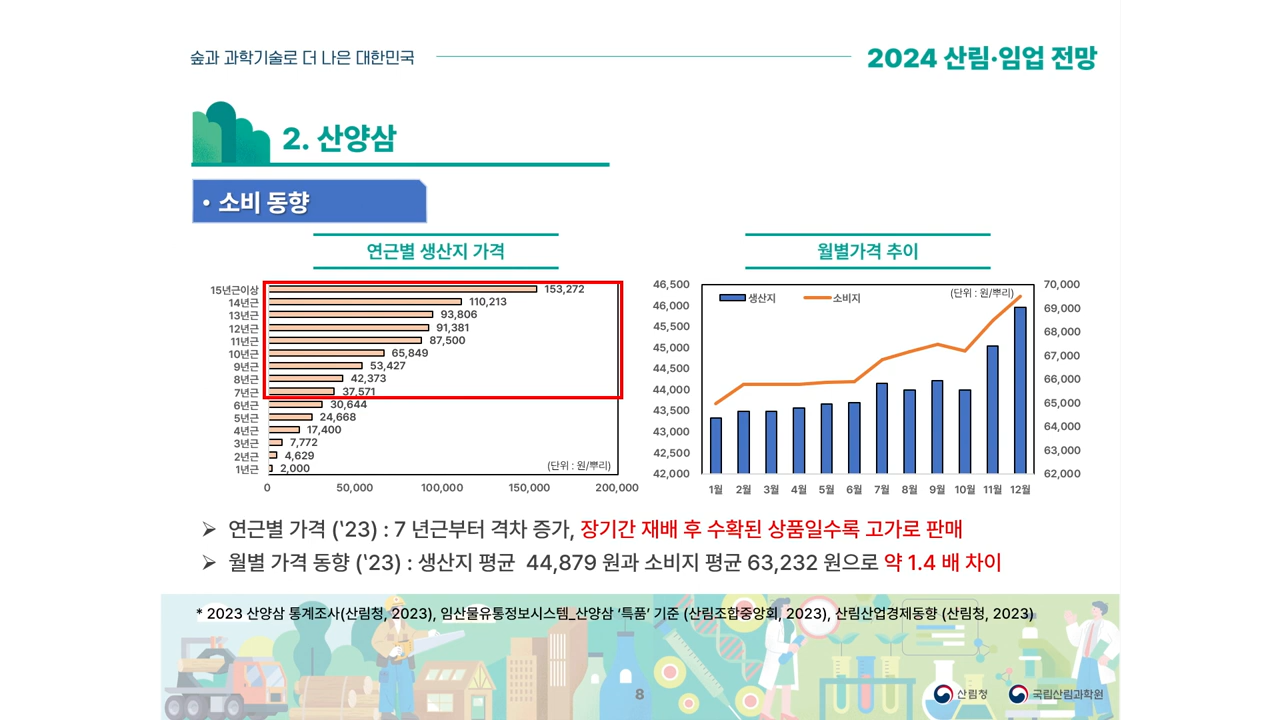 숲과 과학기술로 더 나은 대한민국
2024 산림·임업 전망
2. 산양삼
• 소비 동향
연근별 생산지 가격
15년근이상 153,272
14년근 110,213
13년근 93,806
12년근 91,381
11년근 87,500
10년근 65,849
9년근 53,427
8년근 42,373
7년근 37,571
6년근 30,644
5년근 24,668
4년근 17,400
3년근 7,772
2년근 4,629
1년근 2,000
(단위 : 원/뿌리)
0 50,000 100,000 150,000 200,000
월별가격 추이
생산지 소비지
(단위 : 원/뿌리)
46,500 70,000
46,000 69,000
45,500 68,000
45,000 67,000
44,500 66,000
44,000 65,000
43,500 64,000
43,000 63,000
42,500 62,000
42,000
1월 2월 3월 4월 5월 6월 7월 8월 9월 10월 11월 12월
➢ 연근별 가격 ('23) : 7 년근부터 격차 증가, 장기간 재배 후 수확된 상품일수록 고가로 판매
➢ 월별 가격 동향 ('23) : 생산지 평균 44,879 원과 소비지 평균 63,232 원으로 약 1.4 배 차이
* 2023 산양삼 통계조사(산림청, 2023), 임산물유통정보시스템_산양삼 ‘특품’ 기준 (산림조합중앙회, 2023), 산림산업경제동향 (산림청, 2023)
8
산림청
국립산림과학원